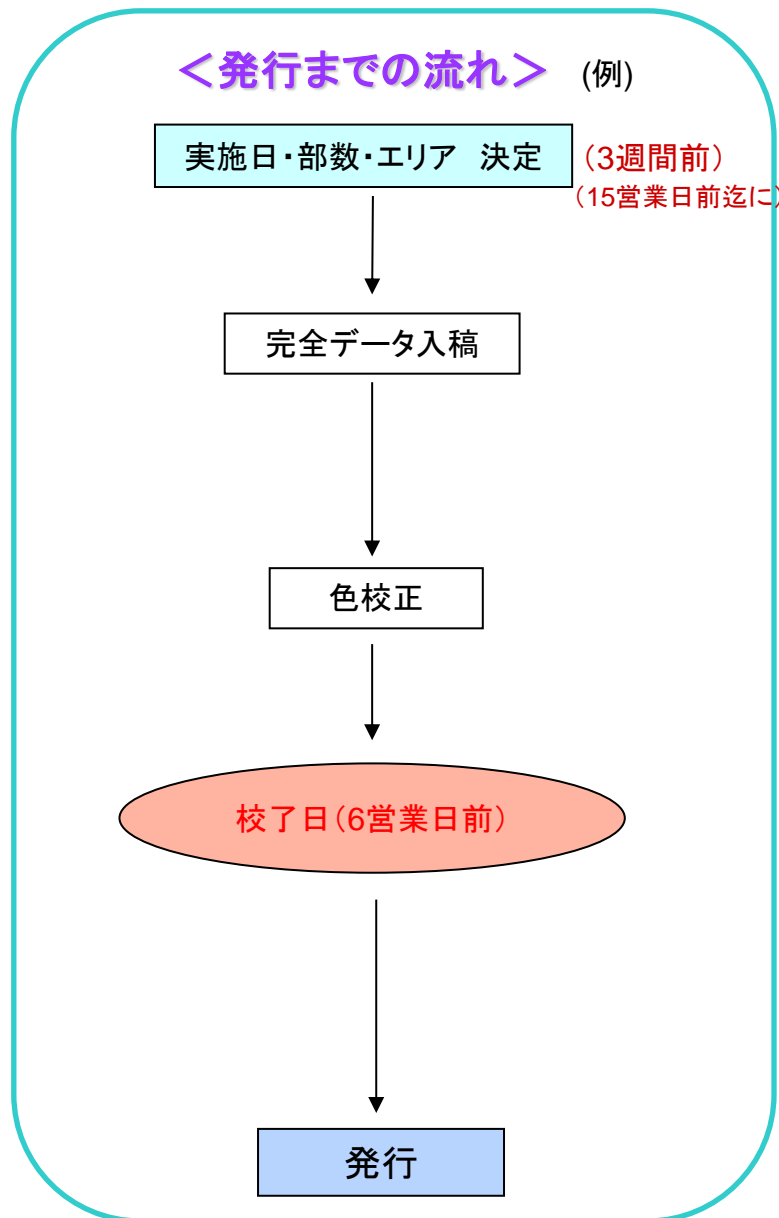 ＜発行までの流れ＞ (例)
実施日・部数・エリア　決定 （3週間前）
（15営業日前迄に）
完全データ入稿
色校正
校了日（6営業日前）
発行